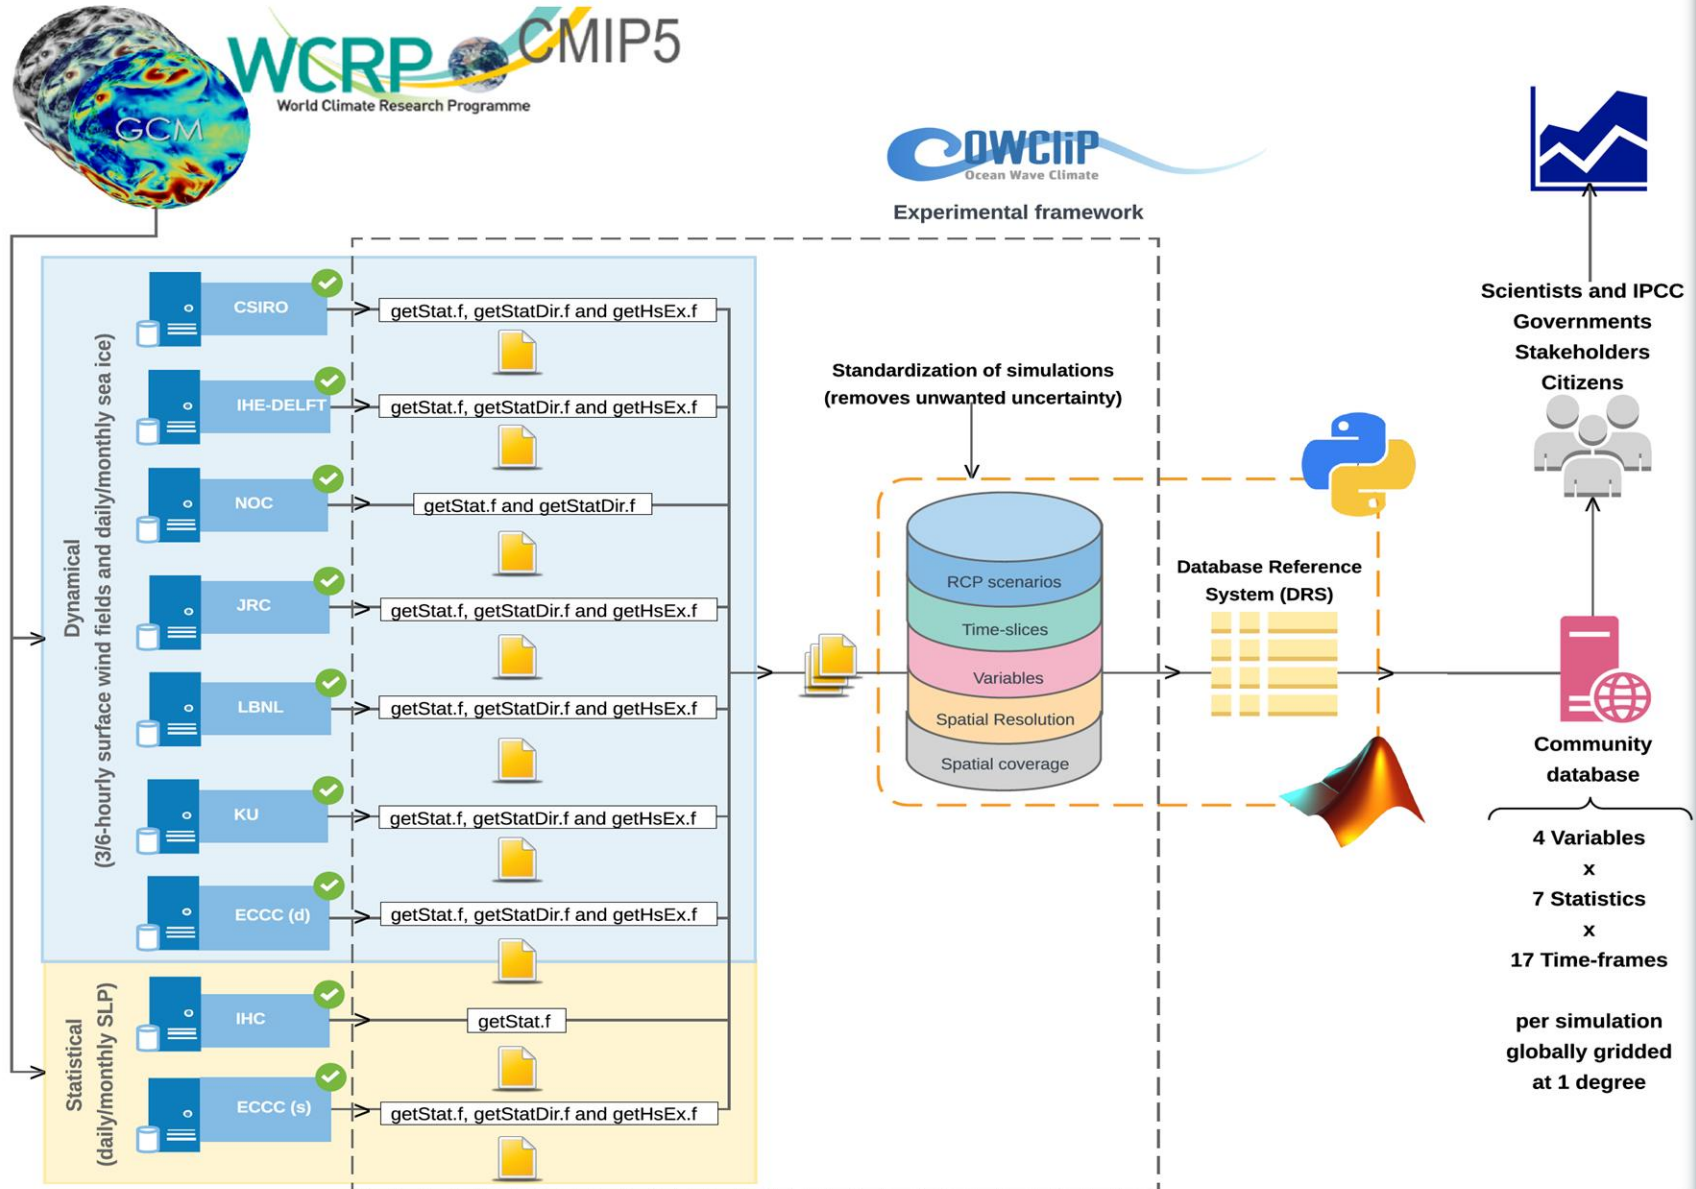 WCRP
World Climate Research Programme
CMIP5
GCM
COWCliP
Ocean Wave Climate
Experimental framework
Dynamical
(3/6-hourly surface wind fields and daily/monthly sea ice)
CSIRO
getStat.f, getStatDir.f and getHsEx.f
IHE-DELFT
getStat.f, getStatDir.f and getHsEx.f
NOC
getStat.f and getStatDir.f
JRC
getStat.f, getStatDir.f and getHsEx.f
LBNL
getStat.f, getStatDir.f and getHsEx.f
KU
getStat.f, getStatDir.f and getHsEx.f
ECCC (d)
getStat.f, getStatDir.f and getHsEx.f
Statistical
(daily/monthly SLP)
IHC
getStat.f
ECCC (s)
getStat.f, getStatDir.f and getHsEx.f
Standardization of simulations
(removes unwanted uncertainty)
RCP scenarios
Time-slices
Variables
Spatial Resolution
Spatial coverage
Database Reference
System (DRS)
Scientists and IPCC
Governments
Stakeholders
Citizens
Community
database
4 Variables
x
7 Statistics
x
17 Time-frames
per simulation
globally gridded
at 1 degree